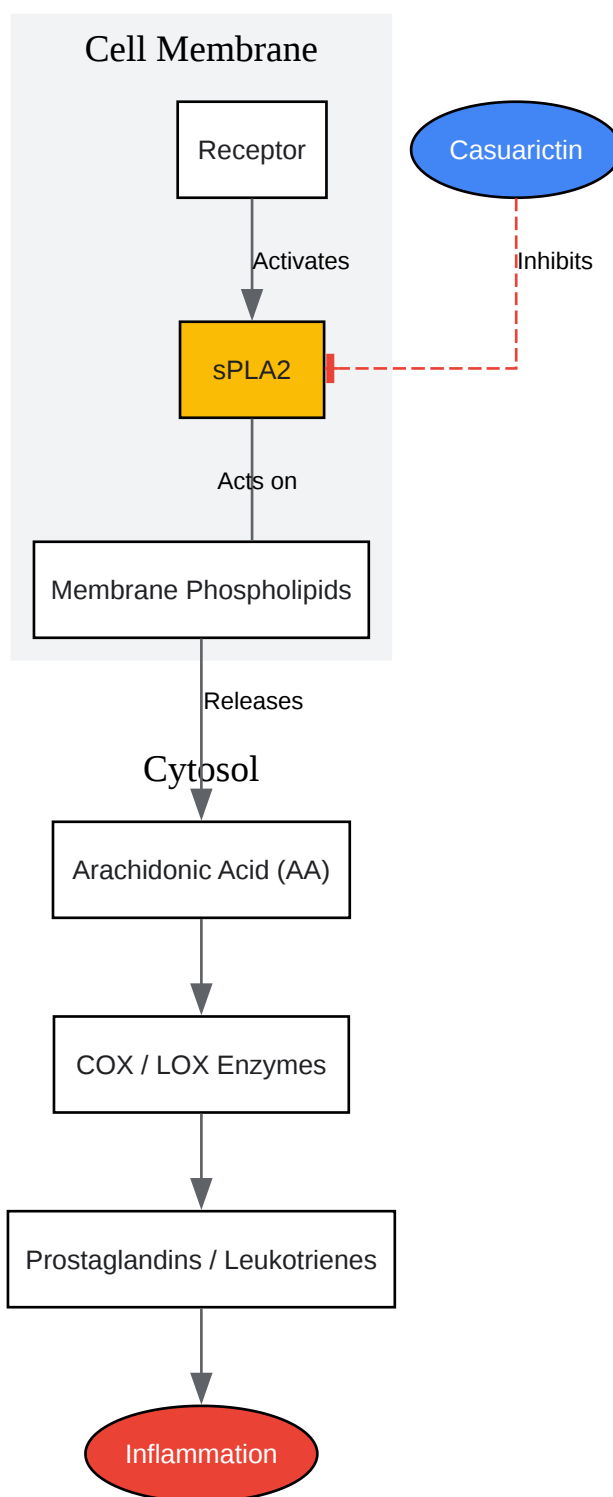 Cell Membrane
Receptor
Casuarictin
Activates
Inhibits
sPLA2
Acts on
Membrane Phospholipids
Releases
Cytosol
Arachidonic Acid (AA)
COX / LOX Enzymes
Prostaglandins / Leukotrienes
Inflammation